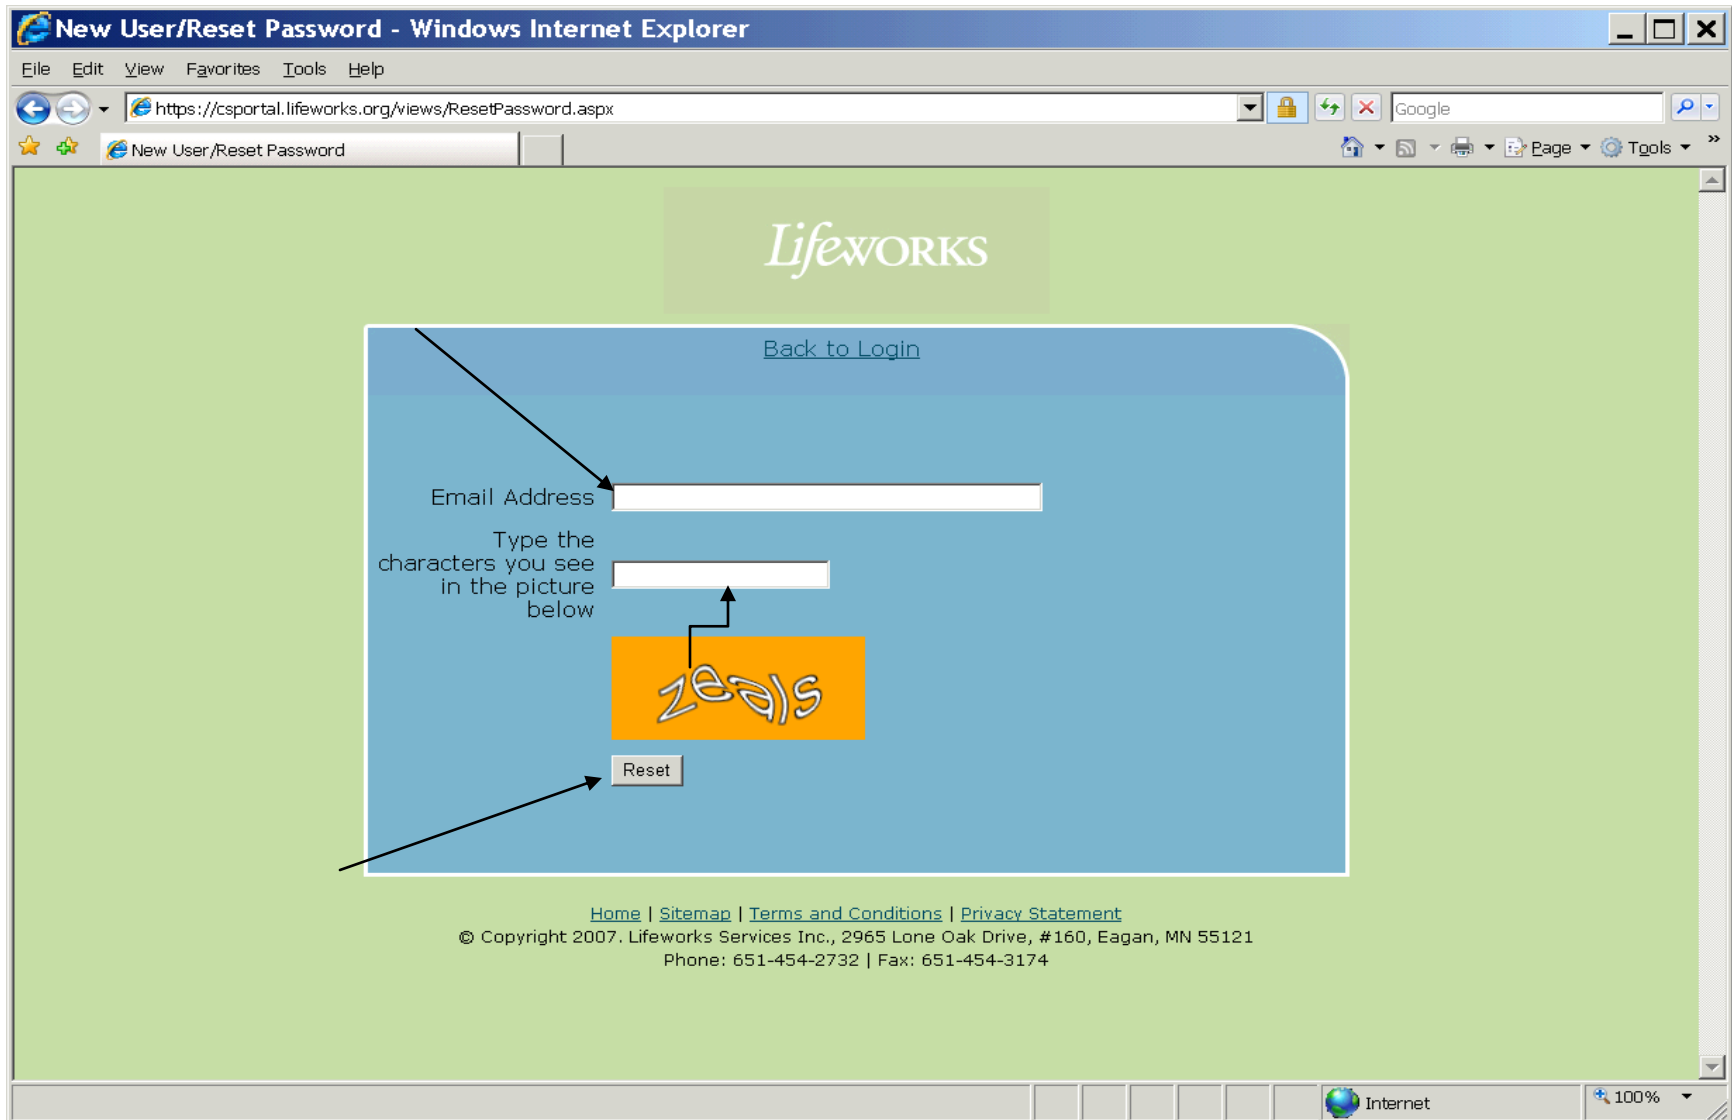 New User/Reset Password - Windows Internet Explorer
File Edit View Favorites Tools Help
https://csportal.lifeworks.org/views/ResetPassword.aspx
Google
New User/Reset Password
Page
Tools
Lifeworks
Back to Login
Email Address
Type the
characters you see
in the picture
below
zeals
Reset
Home | Sitemap | Terms and Conditions | Privacy Statement
© Copyright 2007. Lifeworks Services Inc., 2965 Lone Oak Drive, #160, Eagan, MN 55121
Phone: 651-454-2732 | Fax: 651-454-3174
Internet
100%